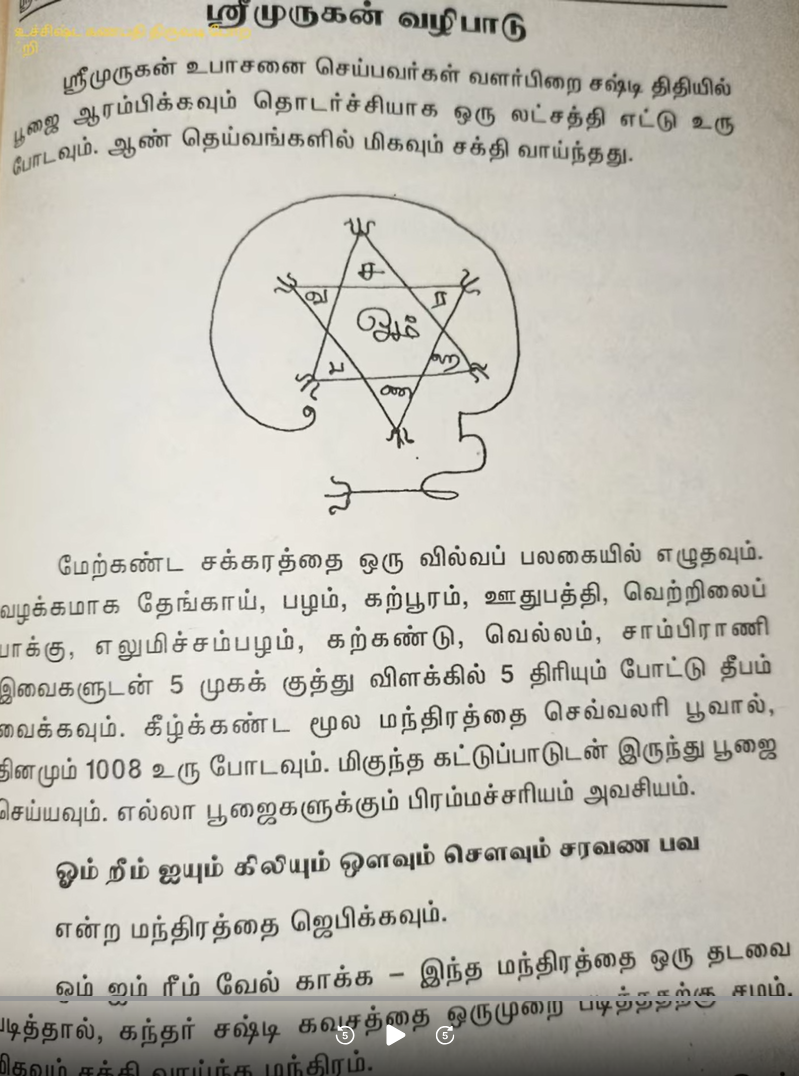 ஸ்ரீமுருகன் வழிபாடு
ஸ்ரீமுருகன் உபாசனை செய்பவர்கள் வளர்பிறை சஷ்டி திதியில்
பூஜை ஆரம்பிக்கவும் தொடர்ச்சியாக ஒரு லட்சத்தி எட்டு உரு
போடவும். ஆண் தெய்வங்களில் மிகவும் சக்தி வாய்ந்தது.
ச
வ ர
ஓம்
ப ஹ
ண
மேற்கண்ட சக்கரத்தை ஒரு வில்வப் பலகையில் எழுதவும்.
வழக்கமாக தேங்காய், பழம், கற்பூரம், ஊதுபத்தி, வெற்றிலைப்
பாக்கு, எலுமிச்சம்பழம், கற்கண்டு, வெல்லம், சாம்பிராணி
இவைகளுடன் 5 முகக் குத்து விளக்கில் 5 திரியும் போட்டு தீபம்
வைக்கவும். கீழ்க்கண்ட மூல மந்திரத்தை செவ்வலரி பூவால்,
தினமும் 1008 உரு போடவும். மிகுந்த கட்டுப்பாடுடன் இருந்து பூஜை
செய்யவும். எல்லா பூஜைகளுக்கும் பிரம்மச்சரியம் அவசியம்.
ஓம் றீம் ஐயும் கிலியும் ஔவும் சௌவும் சரவண பவ
என்ற மந்திரத்தை ஜெபிக்கவும்.
ஓம் ஐம் ரீம் வேல் காக்க – இந்த மந்திரத்தை ஒரு தடவை
படித்தால், கந்தர் சஷ்டி கவசத்தை ஒருமுறை படித்ததற்கு சமம்.
மிகவும் சக்தி வாய்ந்த மந்திரம்.
5 5